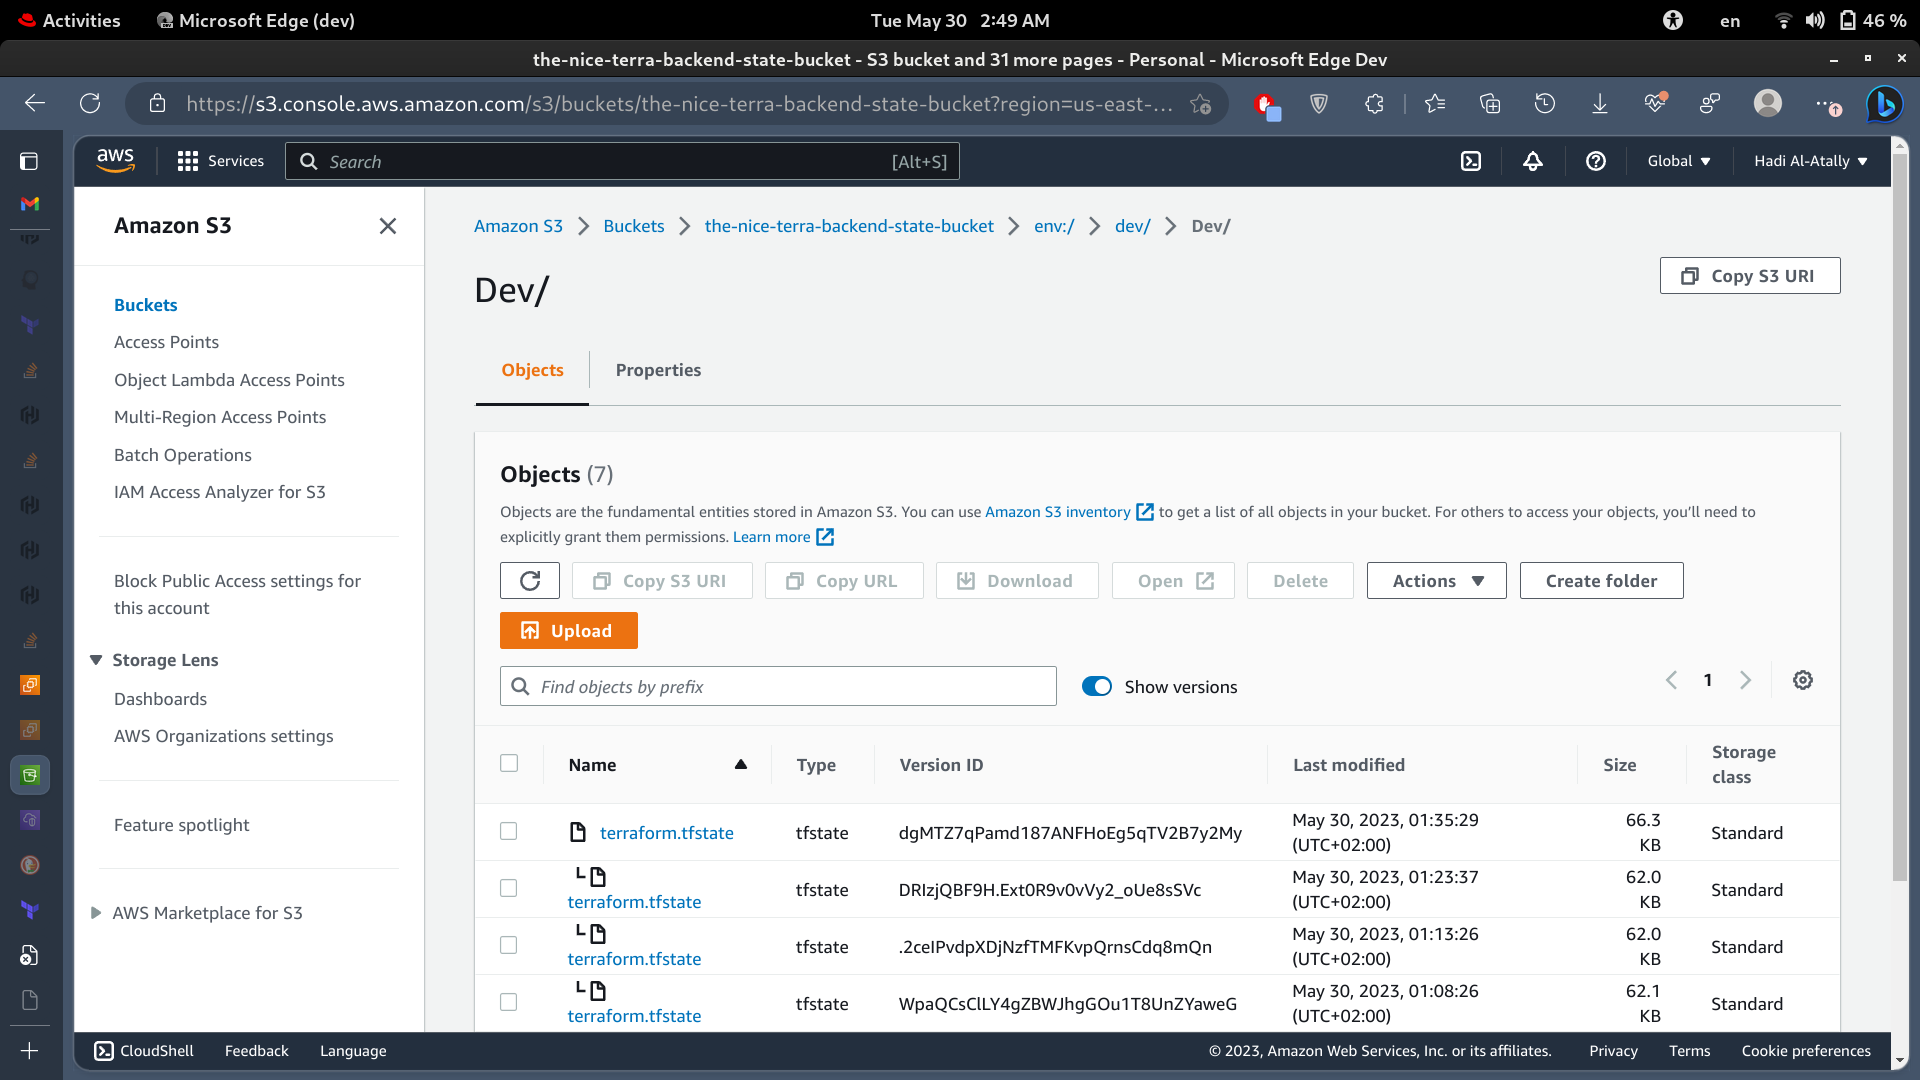 Activities
Microsoft Edge (dev)
Tue May 30 2:49 AM
en
46 %
the-nice-terra-backend-state-bucket - S3 bucket and 31 more pages - Personal - Microsoft Edge Dev
https://s3.console.aws.amazon.com/s3/buckets/the-nice-terra-backend-state-bucket?region=us-east-...
aws
Services
Search
[Alt+S]
Global
Hadi Al-Atally
Amazon S3
Buckets
Access Points
Object Lambda Access Points
Multi-Region Access Points
Batch Operations
IAM Access Analyzer for S3
Block Public Access settings for
this account
Storage Lens
Dashboards
AWS Organizations settings
Feature spotlight
AWS Marketplace for S3
Amazon S3 > Buckets > the-nice-terra-backend-state-bucket > env:/ > dev/ > Dev/
Dev/
Copy S3 URI
Objects
Properties
Objects (7)
Objects are the fundamental entities stored in Amazon S3. You can use Amazon S3 inventory to get a list of all objects in your bucket. For others to access your objects, you'll need to
explicitly grant them permissions. Learn more
Copy S3 URI
Copy URL
Download
Open
Delete
Actions
Create folder
Upload
Find objects by prefix
Show versions
1
Name
Type
Version ID
Last modified
Size
Storage
class
terraform.tfstate
tfstate
dgMTZ7qPamd187ANFHoEg5qTV2B7y2My
May 30, 2023, 01:35:29
(UTC+02:00)
66.3
KB
Standard
terraform.tfstate
tfstate
DRIzjQBF9H.Ext0R9v0vVy2_oUe8sSVc
May 30, 2023, 01:23:37
(UTC+02:00)
62.0
KB
Standard
terraform.tfstate
tfstate
.2ceIPvdpXDjNzfTMFKvpQrnsCdq8mQn
May 30, 2023, 01:13:26
(UTC+02:00)
62.0
KB
Standard
terraform.tfstate
tfstate
WpaQCsClLY4gZBWJhgGOu1T8UnZYaweG
May 30, 2023, 01:08:26
(UTC+02:00)
62.1
KB
Standard
CloudShell
Feedback
Language
© 2023, Amazon Web Services, Inc. or its affiliates.
Privacy
Terms
Cookie preferences